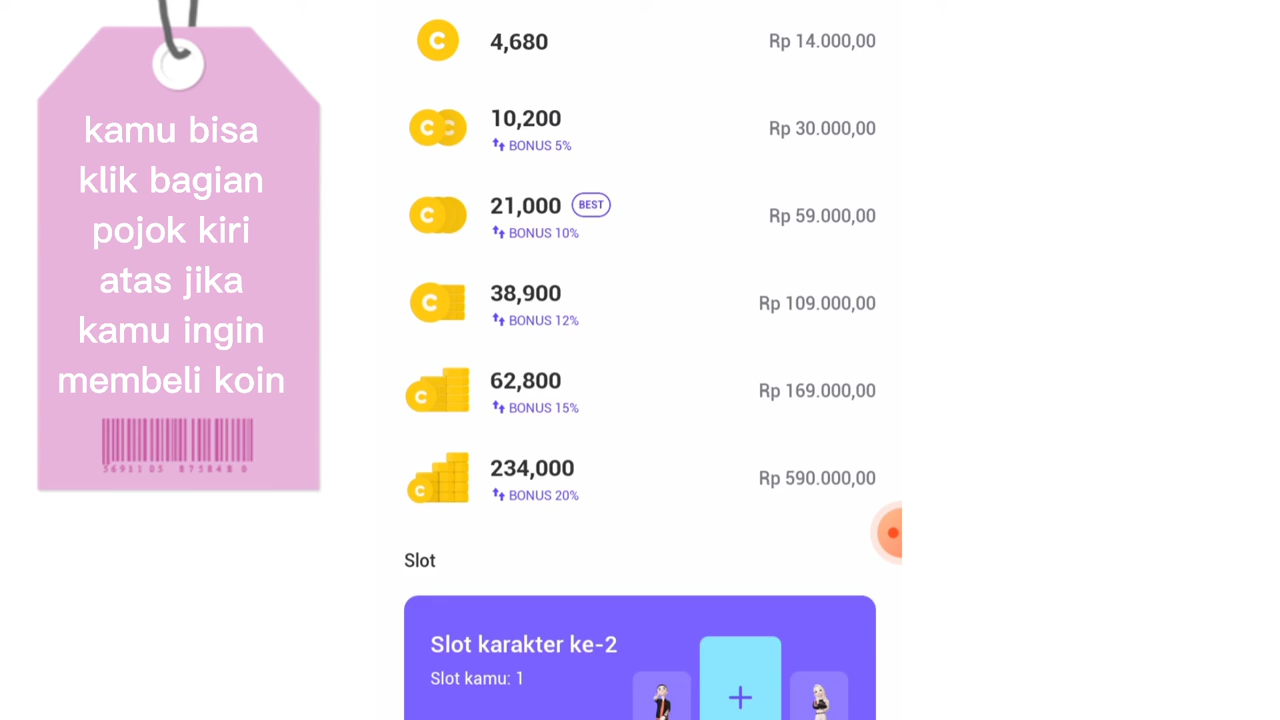 kamu bisa
klik bagian
pojok kiri
atas jika
kamu ingin
membeli koin
4,680 Rp 14.000,00
10,200 Rp 30.000,00
BONUS 5%
21,000 BEST Rp 59.000,00
BONUS 10%
38,900 Rp 109.000,00
BONUS 12%
62,800 Rp 169.000,00
BONUS 15%
234,000 Rp 590.000,00
BONUS 20%
Slot
Slot karakter ke-2
Slot kamu: 1